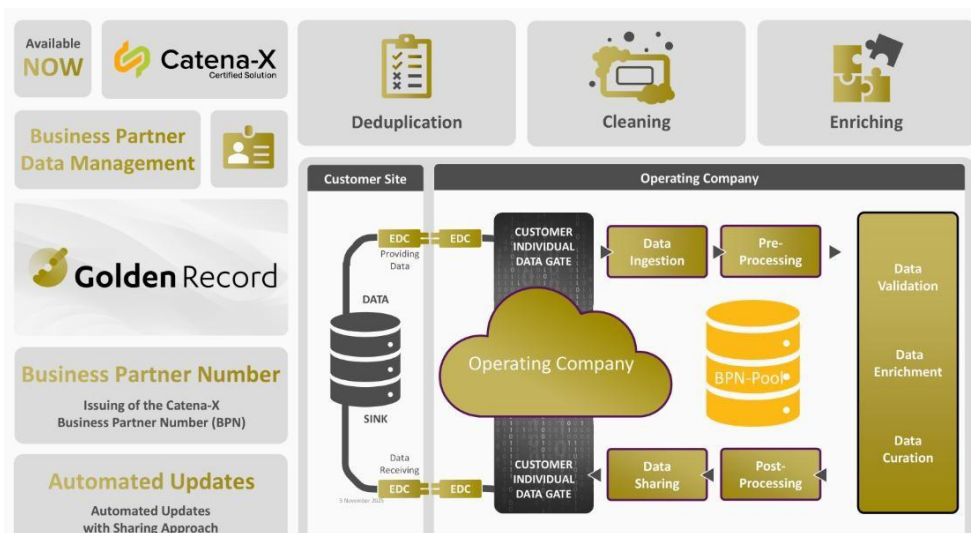 Available
NOW
Catena-X
Certified Solution
Business Partner
Data Management
Golden Record
Business Partner Number
Issuing of the Catena-X
Business Partner Number (BPN)
Automated Updates
Automated Updates
with Sharing Approach
Deduplication
Cleaning
Enriching
Customer Site
Operating Company
EDC
EDC
Providing
Data
DATA
SINK
Data
Receiving
EDC
EDC
CUSTOMER
INDIVIDUAL
DATA GATE
Data
Ingestion
Pre-
Processing
Operating Company
BPN-Pool
Data
Validation
Data
Enrichment
Data
Curation
CUSTOMER
INDIVIDUAL
DATA GATE
Data
Sharing
Post-
Processing